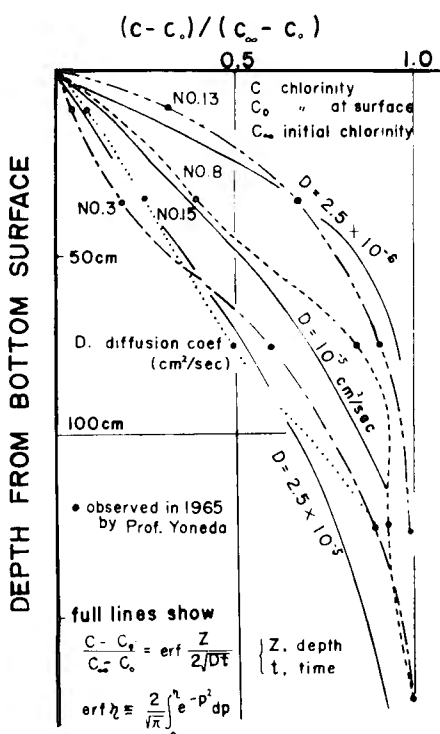 (C-C₀)/(C∞-C₀)
0.5
1.0
C chlorinity
C₀ 〃 at surface
C∞ initial chlorinity
NO.13
NO.8
NO.3
NO.15
D = 2.5 × 10⁻⁶
50cm
D. diffusion coef
(cm²/sec)
D = 10⁻⁵ cm²/sec
100cm
D = 2.5 × 10⁻⁵
DEPTH FROM BOTTOM SURFACE
• observed in 1965
by Prof. Yoneda
full lines show
C - C₀ / C∞ - C₀ = erf Z / 2√Dt
Z, depth
t, time
erf η ≡ 2/√π ∫₀^η e^-p² dp